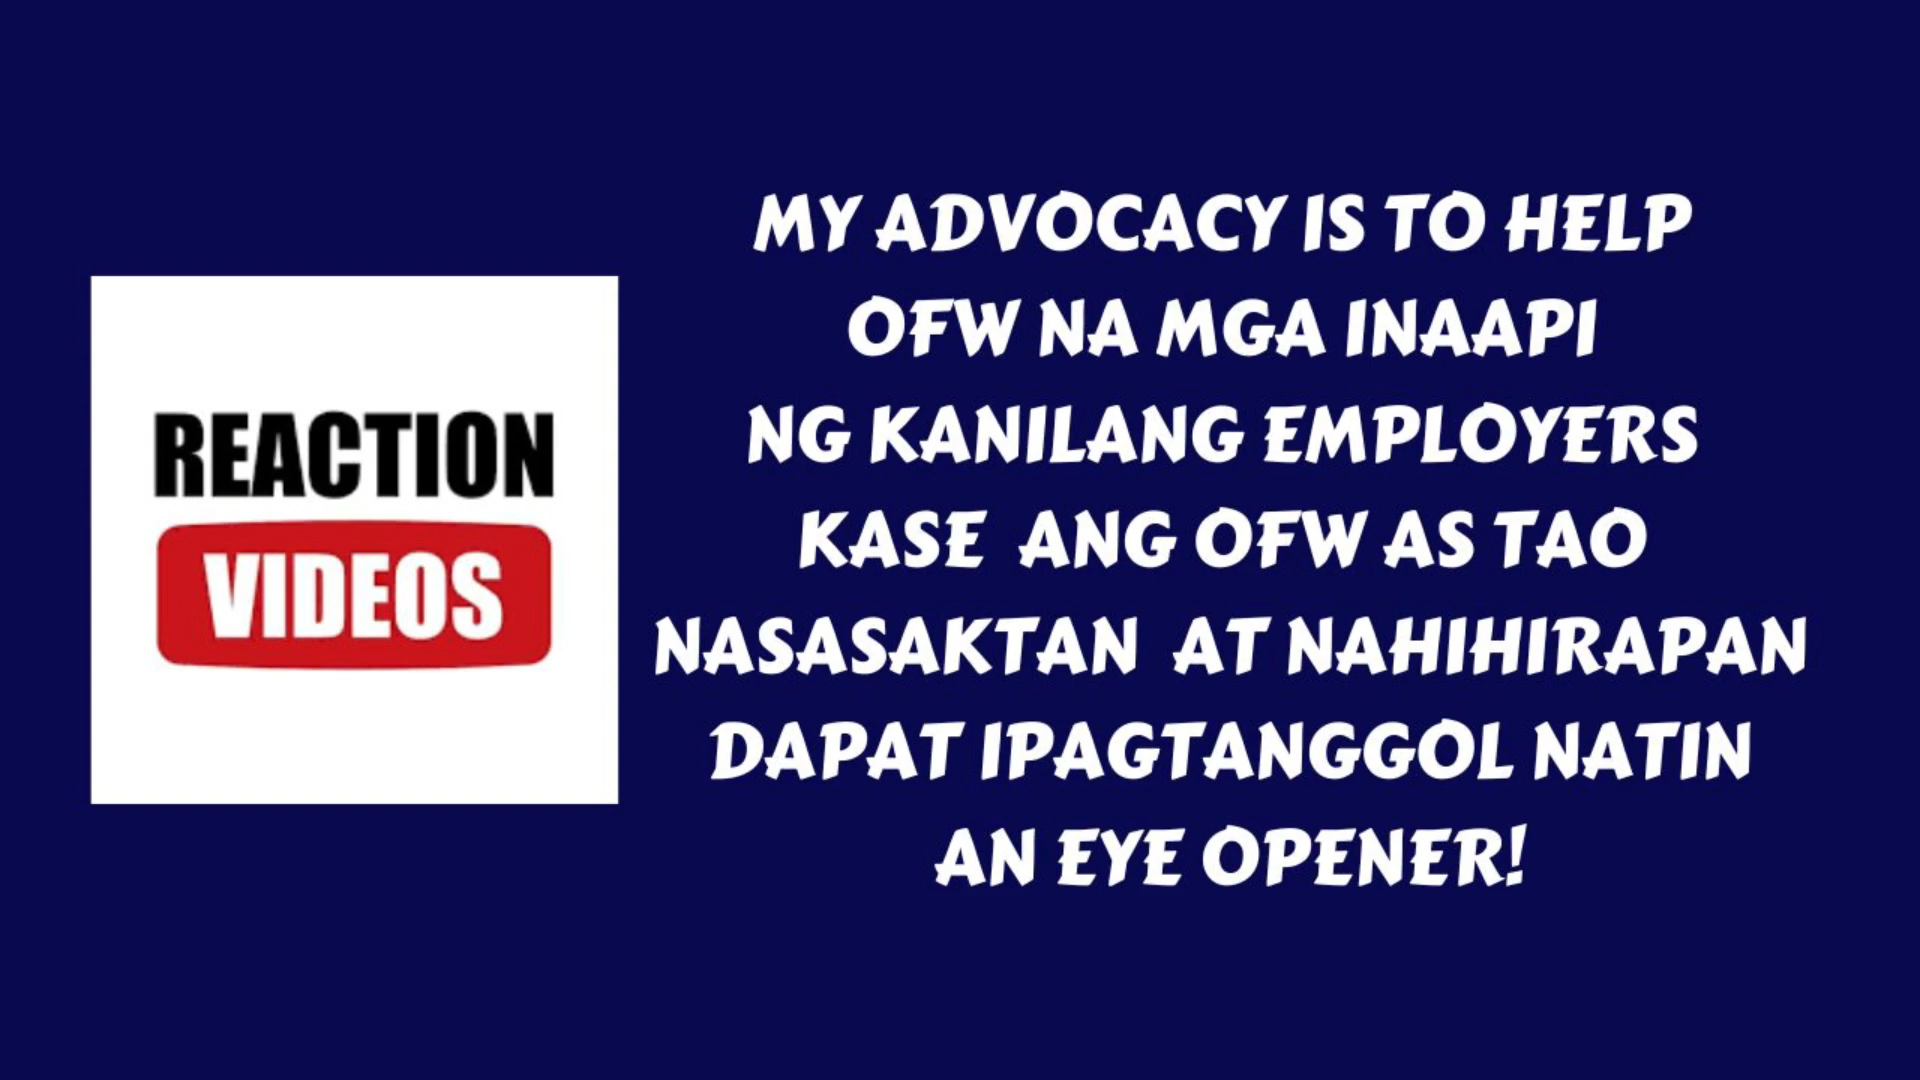 REACTION
VIDEOS
MY ADVOCACY IS TO HELP
OFW NA MGA INAAPI
NG KANILANG EMPLOYERS
KASE ANG OFW AS TAO
NASASAKTAN AT NAHIHIRAPAN
DAPAT IPAGTANGGOL NATIN
AN EYE OPENER!